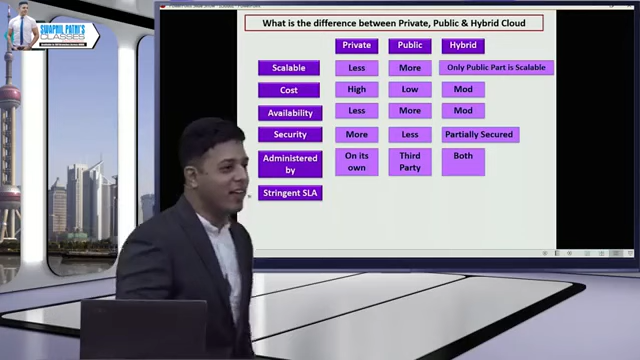 SWAPNIL PATNI'S
CLASSES
What is the difference between Private, Public & Hybrid Cloud
Private Public Hybrid
Scalable Less More Only Public Part is Scalable
Cost High Low Mod
Availability Less More Mod
Security More Less Partially Secured
Administered by On its own Third Party Both
Stringent SLA